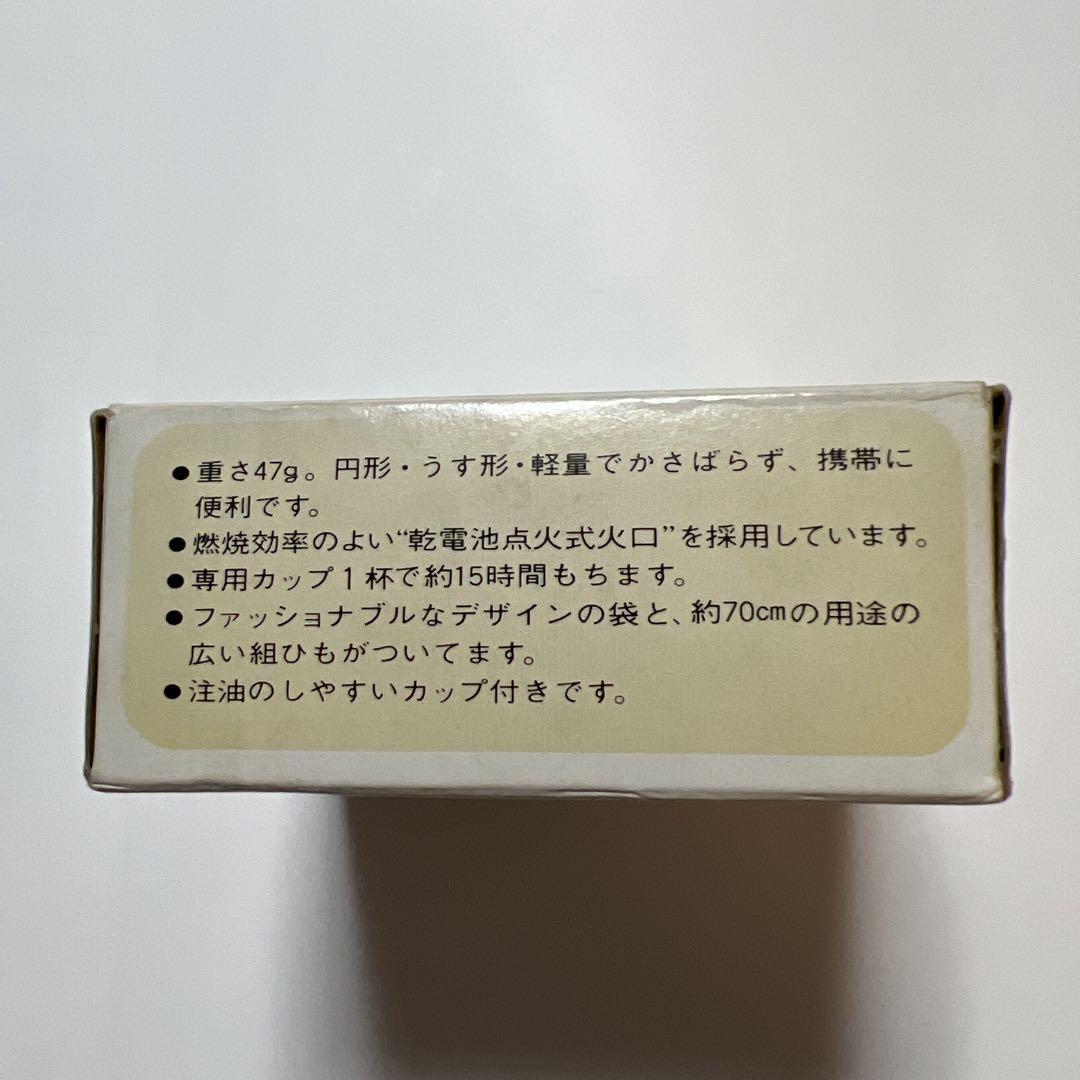 ●重さ47g。円形・うす形・軽量でかさばらず、携帯に
便利です。
●燃焼効率のよい“乾電池点火式火口”を採用しています。
●専用カップ1杯で約15時間もちます。
●ファッショナブルなデザインの袋と、約70cmの用途の
広い組ひもがついてます。
●注油のしやすいカップ付きです。